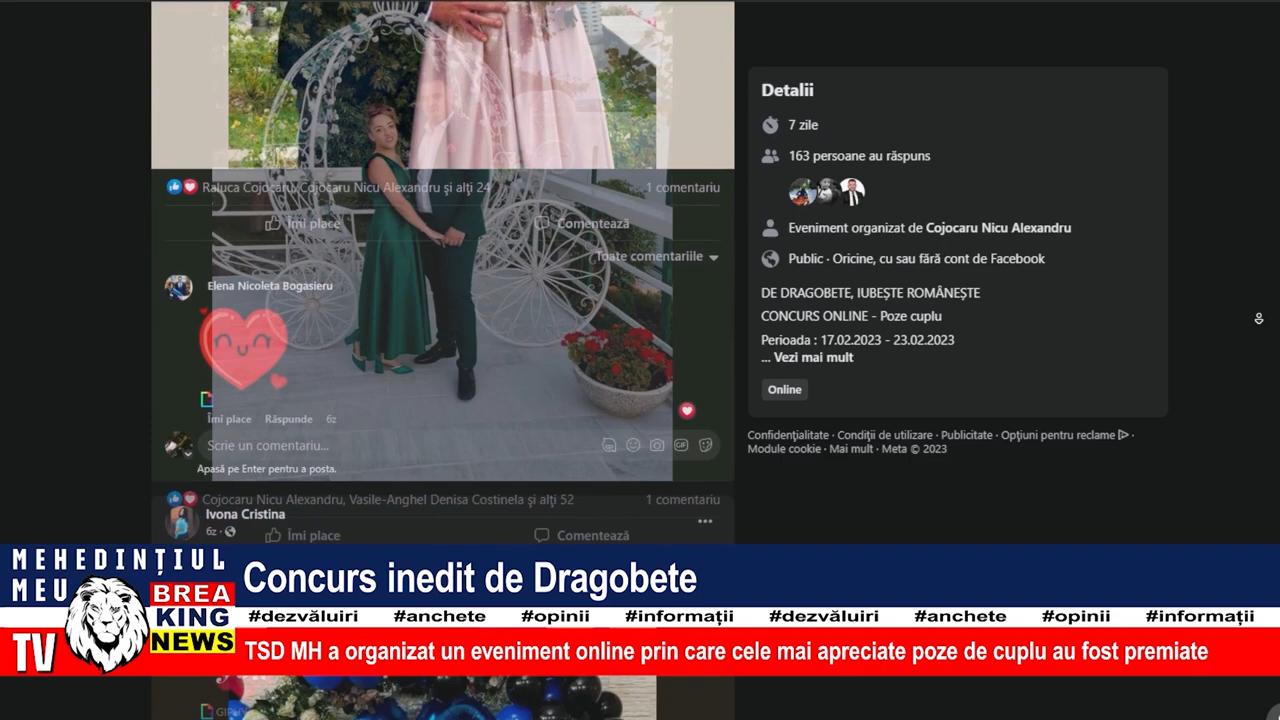 Raluca Cojocaru, Cojocaru Nicu Alexandru și alți 24
1 comentariu
Îmi place
Comentează
Toate comentariile
Elena Nicoleta Bogasieru
Îmi place Răspunde 6z
Scrie un comentariu...
GIF
Apasă pe Enter pentru a posta.
Cojocaru Nicu Alexandru, Vasile-Anghel Denisa Costinela și alți 52
1 comentariu
Ivona Cristina
6z
Îmi place
Comentează
Detalii
7 zile
163 persoane au răspuns
Eveniment organizat de Cojocaru Nicu Alexandru
Public · Oricine, cu sau fără cont de Facebook
DE DRAGOBETE, IUBEȘTE ROMÂNEȘTE
CONCURS ONLINE - Poze cuplu
Perioada : 17.02.2023 - 23.02.2023
... Vezi mai mult
Online
Confidențialitate · Condiții de utilizare · Publicitate · Opțiuni pentru reclame ·
Module cookie · Mai mult · Meta © 2023
MEHEDINȚIUL
MEU
TV
BREA
KING
NEWS
Concurs inedit de Dragobete
#dezvăluiri #anchete #opinii #informații #dezvăluiri #anchete #opinii #informații
TSD MH a organizat un eveniment online prin care cele mai apreciate poze de cuplu au fost premiate